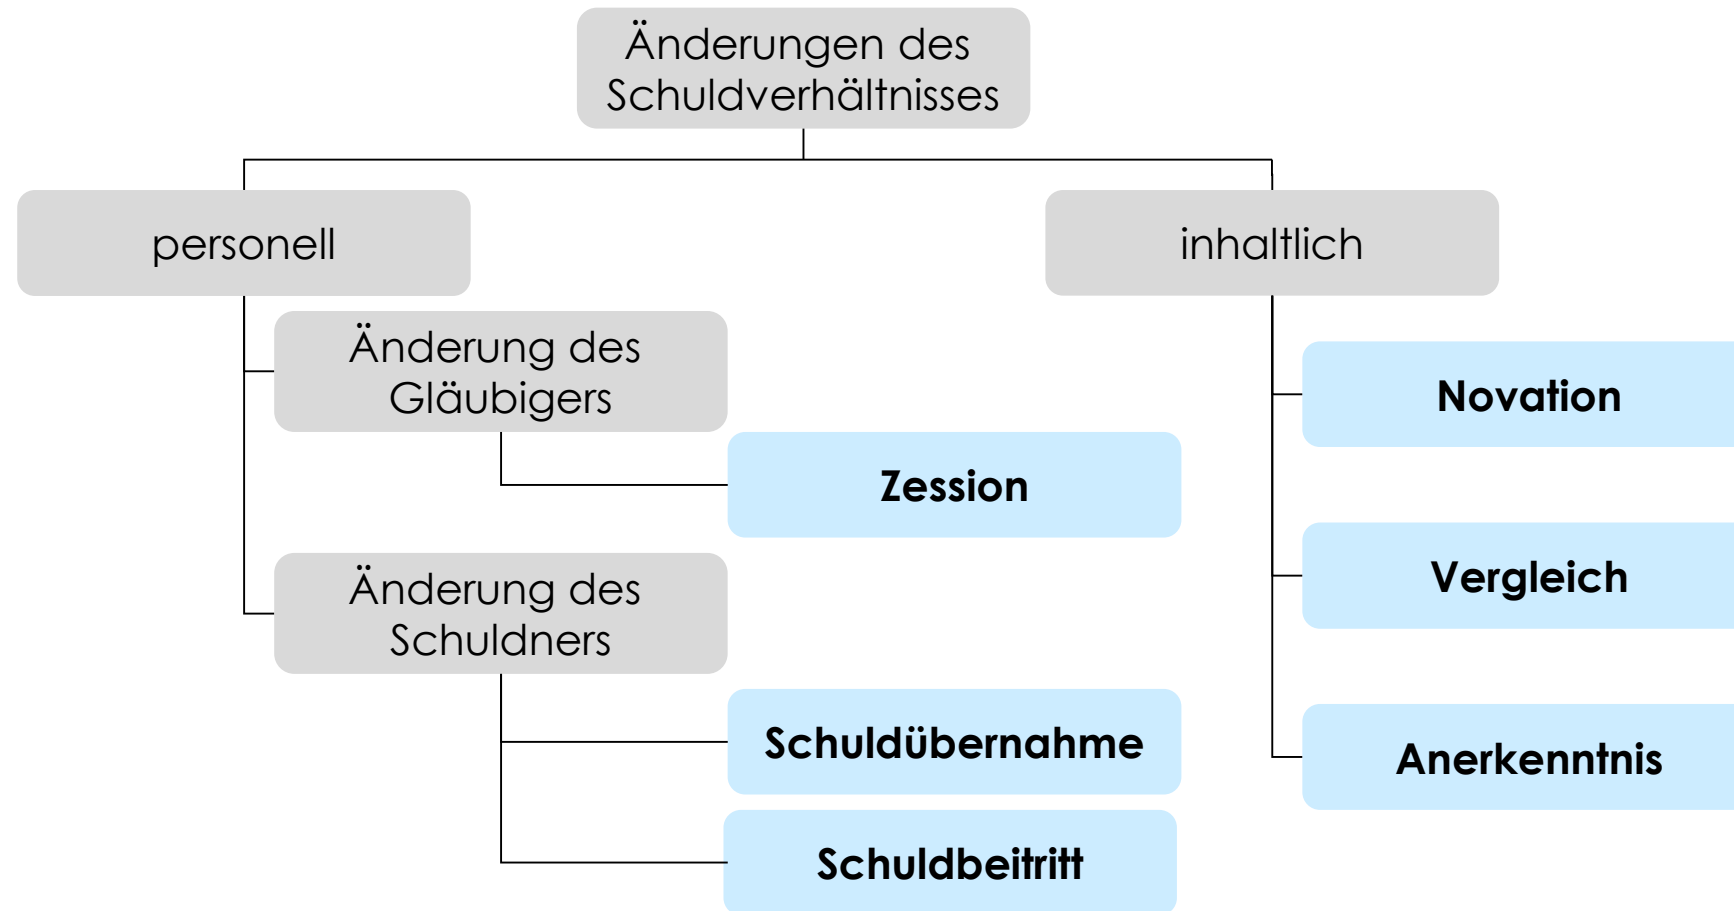 Änderungen des
Schuldverhältnisses
personell
inhaltlich
Änderung des
Gläubigers
Zession
Änderung des
Schuldners
Schuldübernahme
Schuldbeitritt
Novation
Vergleich
Anerkenntnis